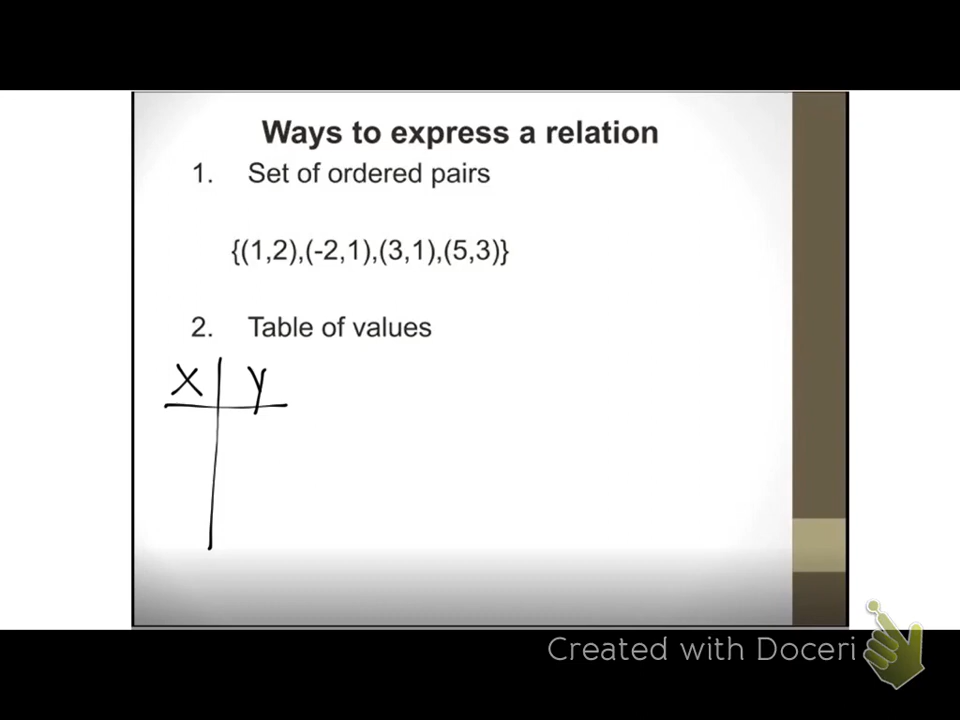 Ways to express a relation
1. Set of ordered pairs
{(1,2),(-2,1),(3,1),(5,3)}
2. Table of values
X y
Created with Doceri